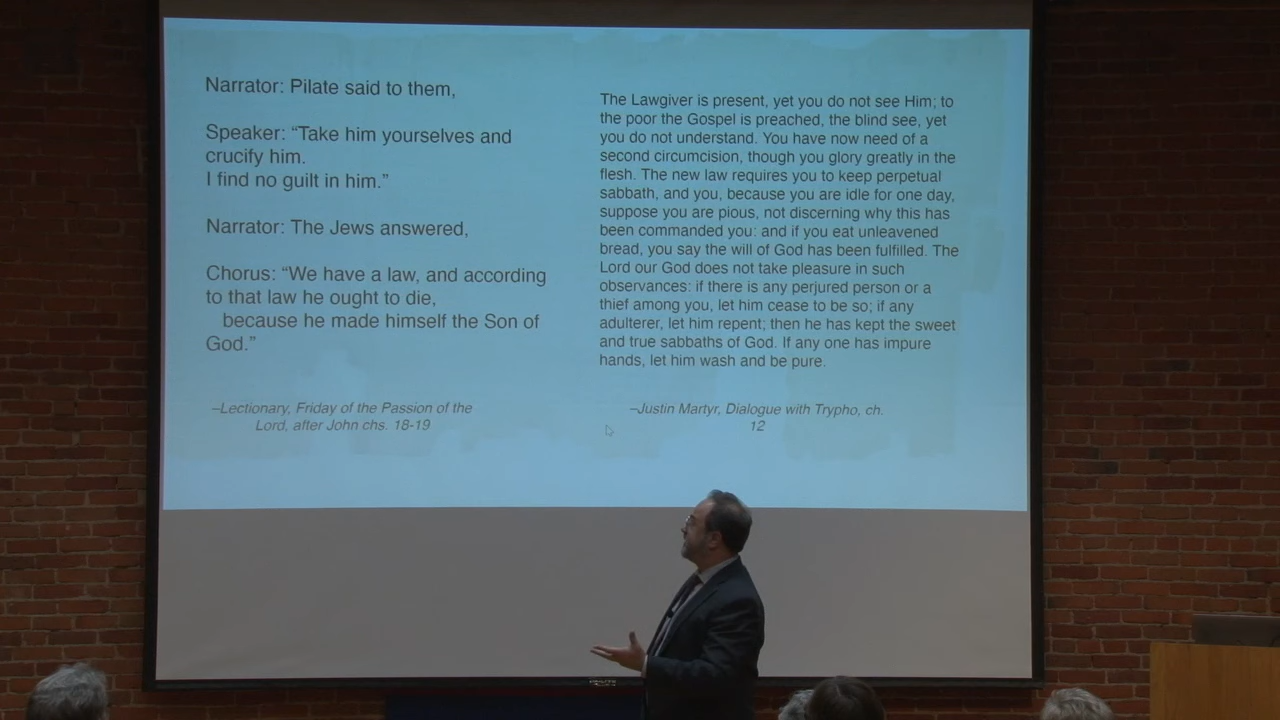 Narrator: Pilate said to them,
Speaker: “Take him yourselves and
crucify him.
I find no guilt in him.”
Narrator: The Jews answered,
Chorus: “We have a law, and according
to that law he ought to die,
because he made himself the Son of
God.”
–Lectionary, Friday of the Passion of the
Lord, after John chs. 18-19
The Lawgiver is present, yet you do not see Him; to
the poor the Gospel is preached, the blind see, yet
you do not understand. You have now need of a
second circumcision, though you glory greatly in the
flesh. The new law requires you to keep perpetual
sabbath, and you, because you are idle for one day,
suppose you are pious, not discerning why this has
been commanded you: and if you eat unleavened
bread, you say the will of God has been fulfilled. The
Lord our God does not take pleasure in such
observances: if there is any perjured person or a
thief among you, let him cease to be so; if any
adulterer, let him repent; then he has kept the sweet
and true sabbaths of God. If any one has impure
hands, let him wash and be pure.
–Justin Martyr, Dialogue with Trypho, ch.
12